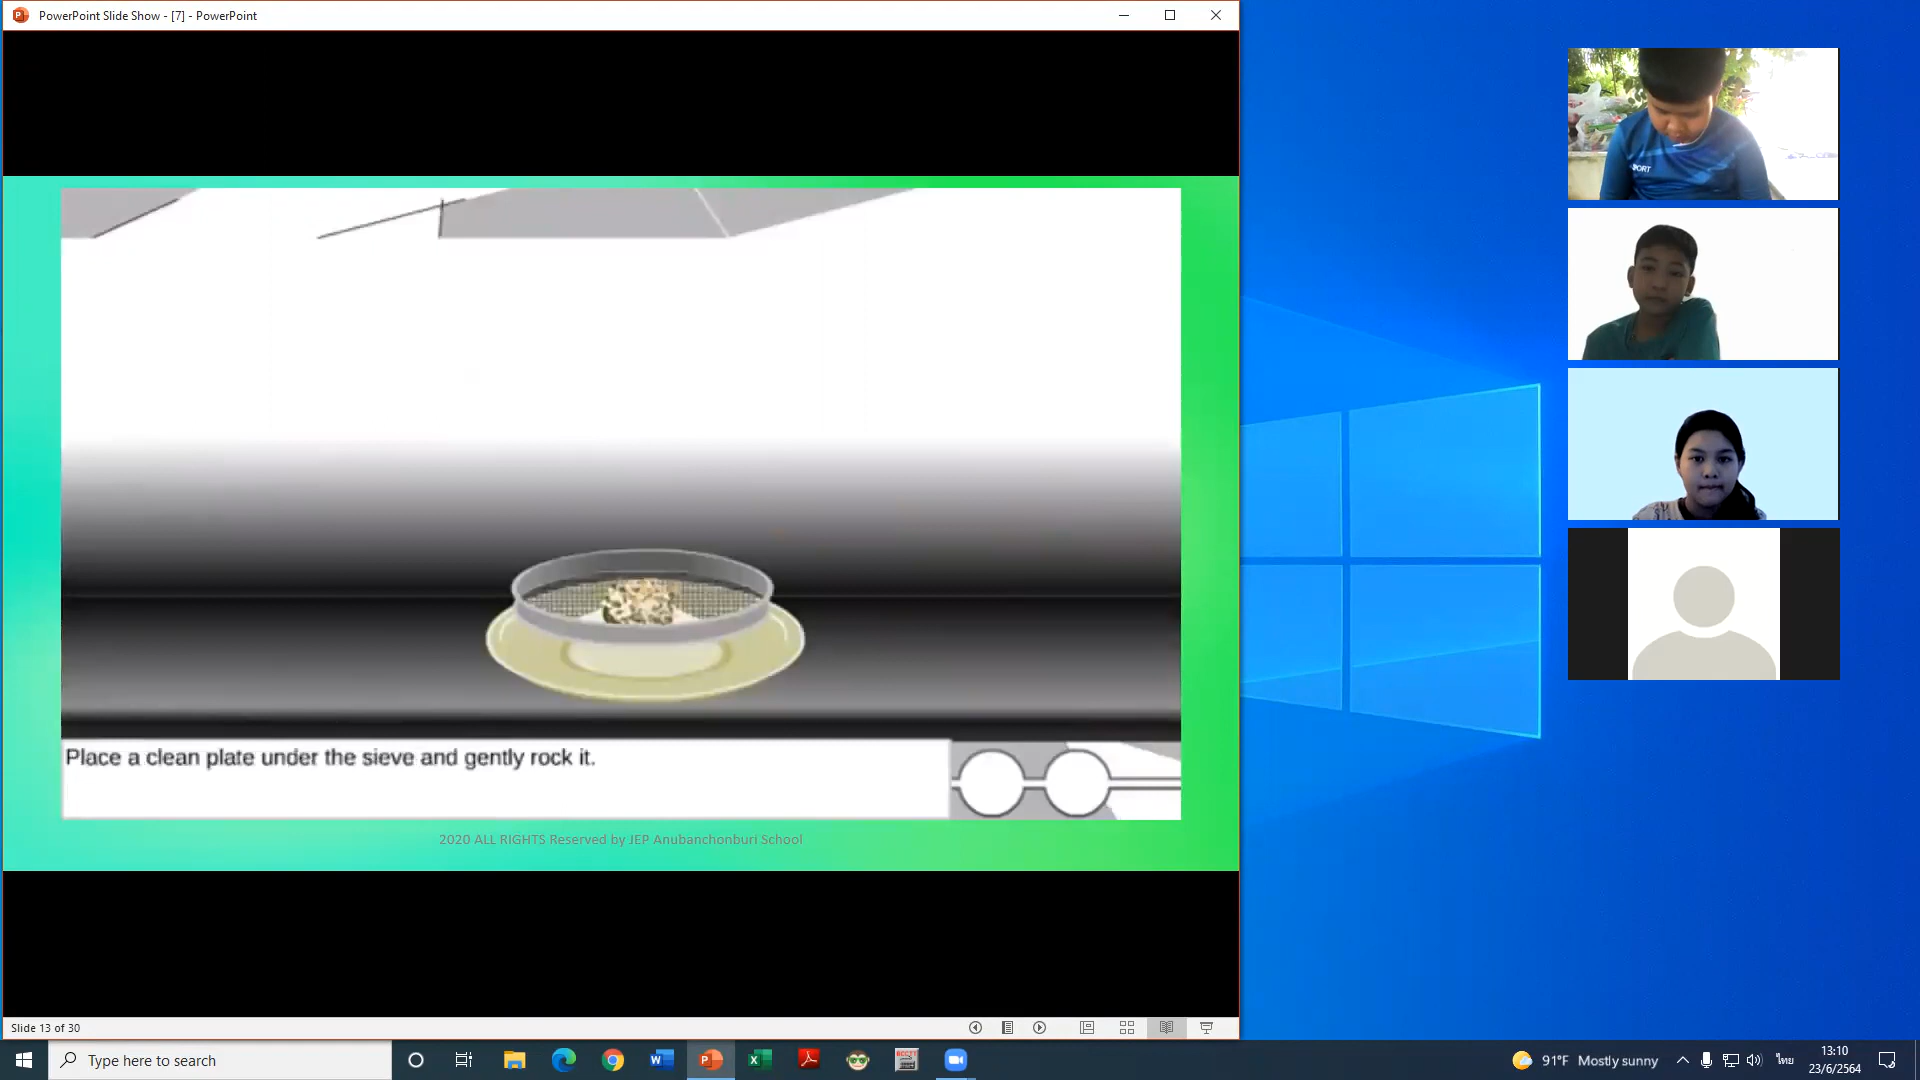 PowerPoint Slide Show - [7] - PowerPoint
SPORT
Place a clean plate under the sieve and gently rock it.
2020 ALL RIGHTS Reserved by JEP Anubanchonburi School
Slide 13 of 30
Type here to search
91°F Mostly sunny
ไทย
13:10
23/6/2564